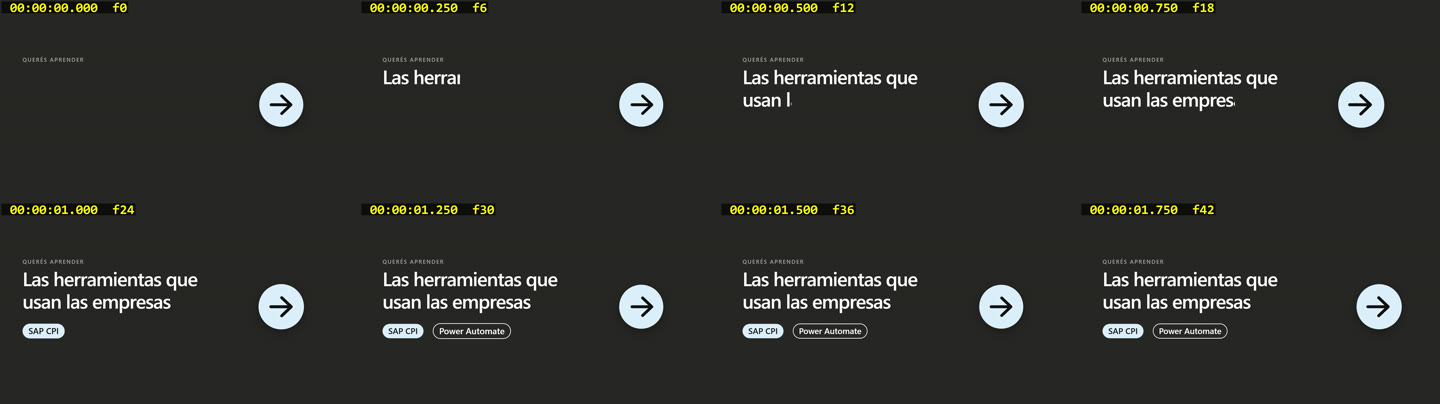 00:00:00.000 f0
QUERÉS APRENDER
00:00:00.250 f6
QUERÉS APRENDER
Las herrar
00:00:00.500 f12
QUERÉS APRENDER
Las herramientas que
usan l
00:00:00.750 f18
QUERÉS APRENDER
Las herramientas que
usan las empres
00:00:01.000 f24
QUERÉS APRENDER
Las herramientas que
usan las empresas
SAP CPI
00:00:01.250 f30
QUERÉS APRENDER
Las herramientas que
usan las empresas
SAP CPI Power Automate
00:00:01.500 f36
QUERÉS APRENDER
Las herramientas que
usan las empresas
SAP CPI Power Automate
00:00:01.750 f42
QUERÉS APRENDER
Las herramientas que
usan las empresas
SAP CPI Power Automate